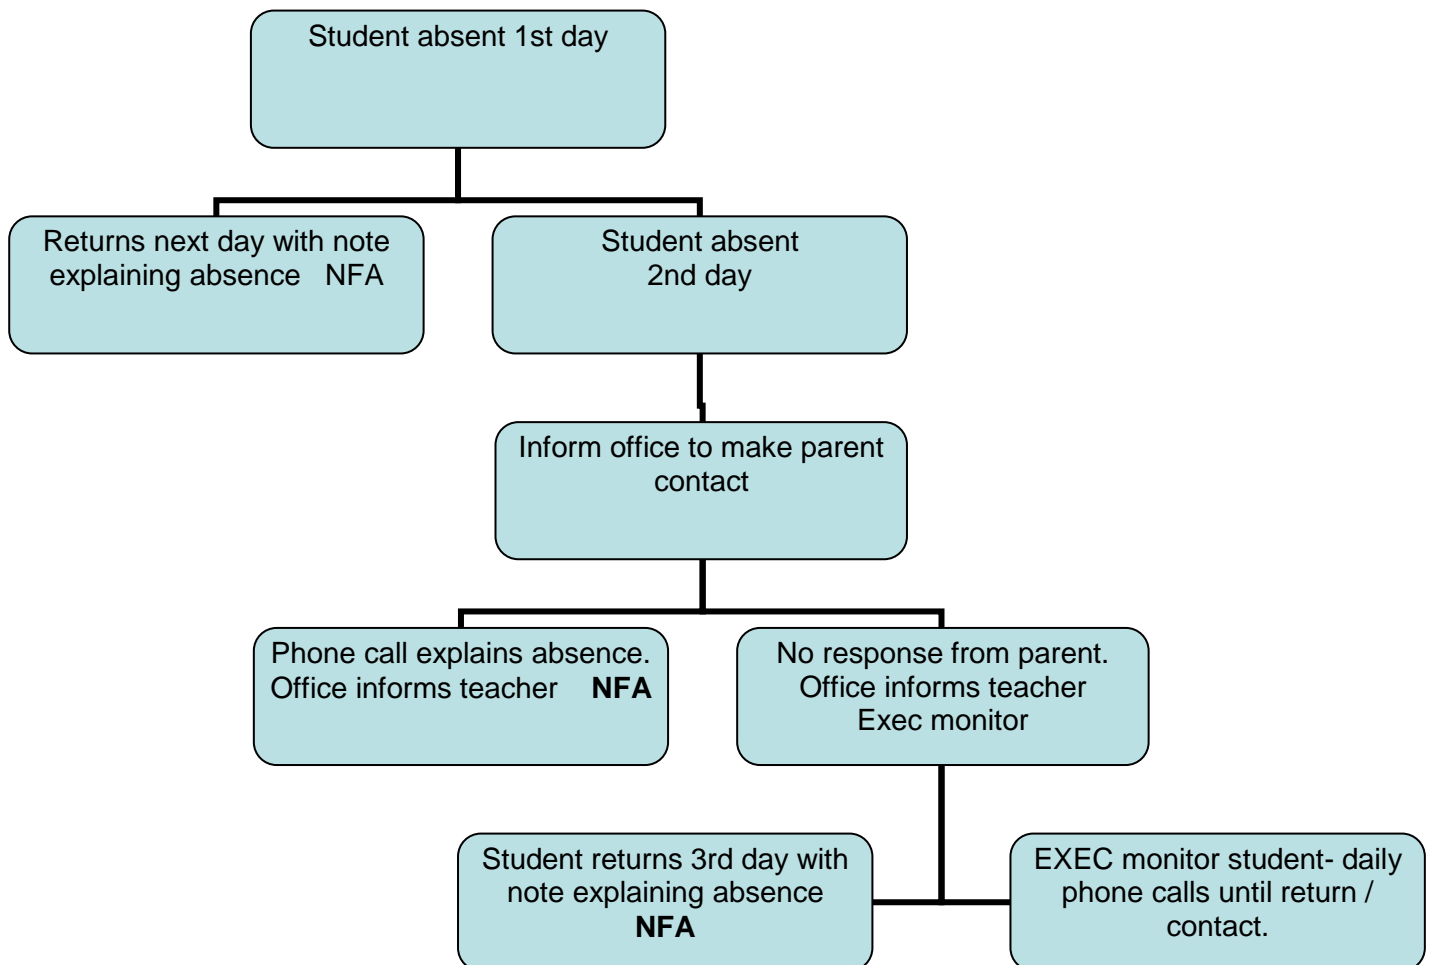 Student absent 1st day
Returns next day with note
explaining absence NFA
Student absent
2nd day
Inform office to make parent
contact
Phone call explains absence.
Office informs teacher NFA
No response from parent.
Office informs teacher
Exec monitor
Student returns 3rd day with
note explaining absence
NFA
EXEC monitor student- daily
phone calls until return /
contact.